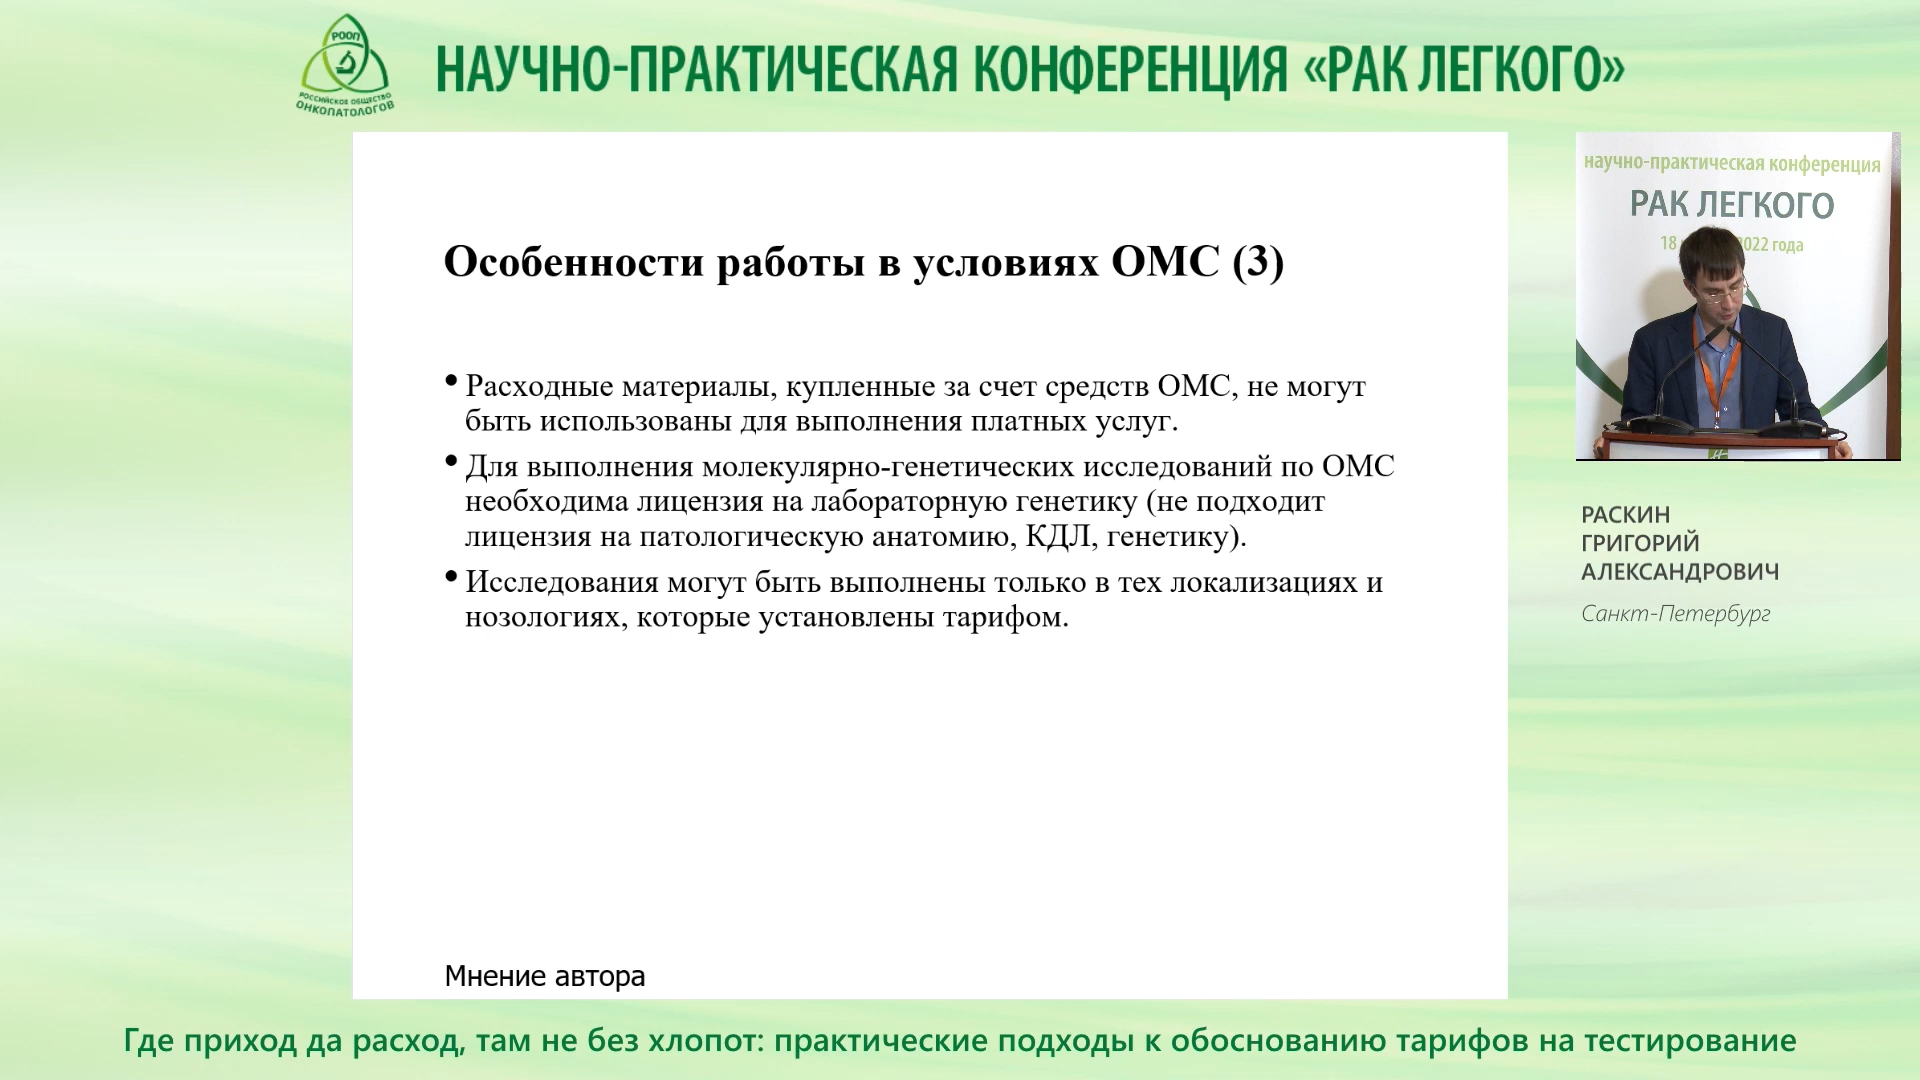 РООП
РОССИЙСКОЕ ОБЩЕСТВО
ОНКОПАТОЛОГОВ
НАУЧНО-ПРАКТИЧЕСКАЯ КОНФЕРЕНЦИЯ «РАК ЛЕГКОГО»
Особенности работы в условиях ОМС (3)
• Расходные материалы, купленные за счет средств ОМС, не могут
быть использованы для выполнения платных услуг.
• Для выполнения молекулярно-генетических исследований по ОМС
необходима лицензия на лабораторную генетику (не подходит
лицензия на патологическую анатомию, КДЛ, генетику).
• Исследования могут быть выполнены только в тех локализациях и
нозологиях, которые установлены тарифом.
Мнение автора
научно-практическая конференция
РАК ЛЕГКОГО
18 2022 года
РАСКИН
ГРИГОРИЙ
АЛЕКСАНДРОВИЧ
Санкт-Петербург
Где приход да расход, там не без хлопот: практические подходы к обоснованию тарифов на тестирование